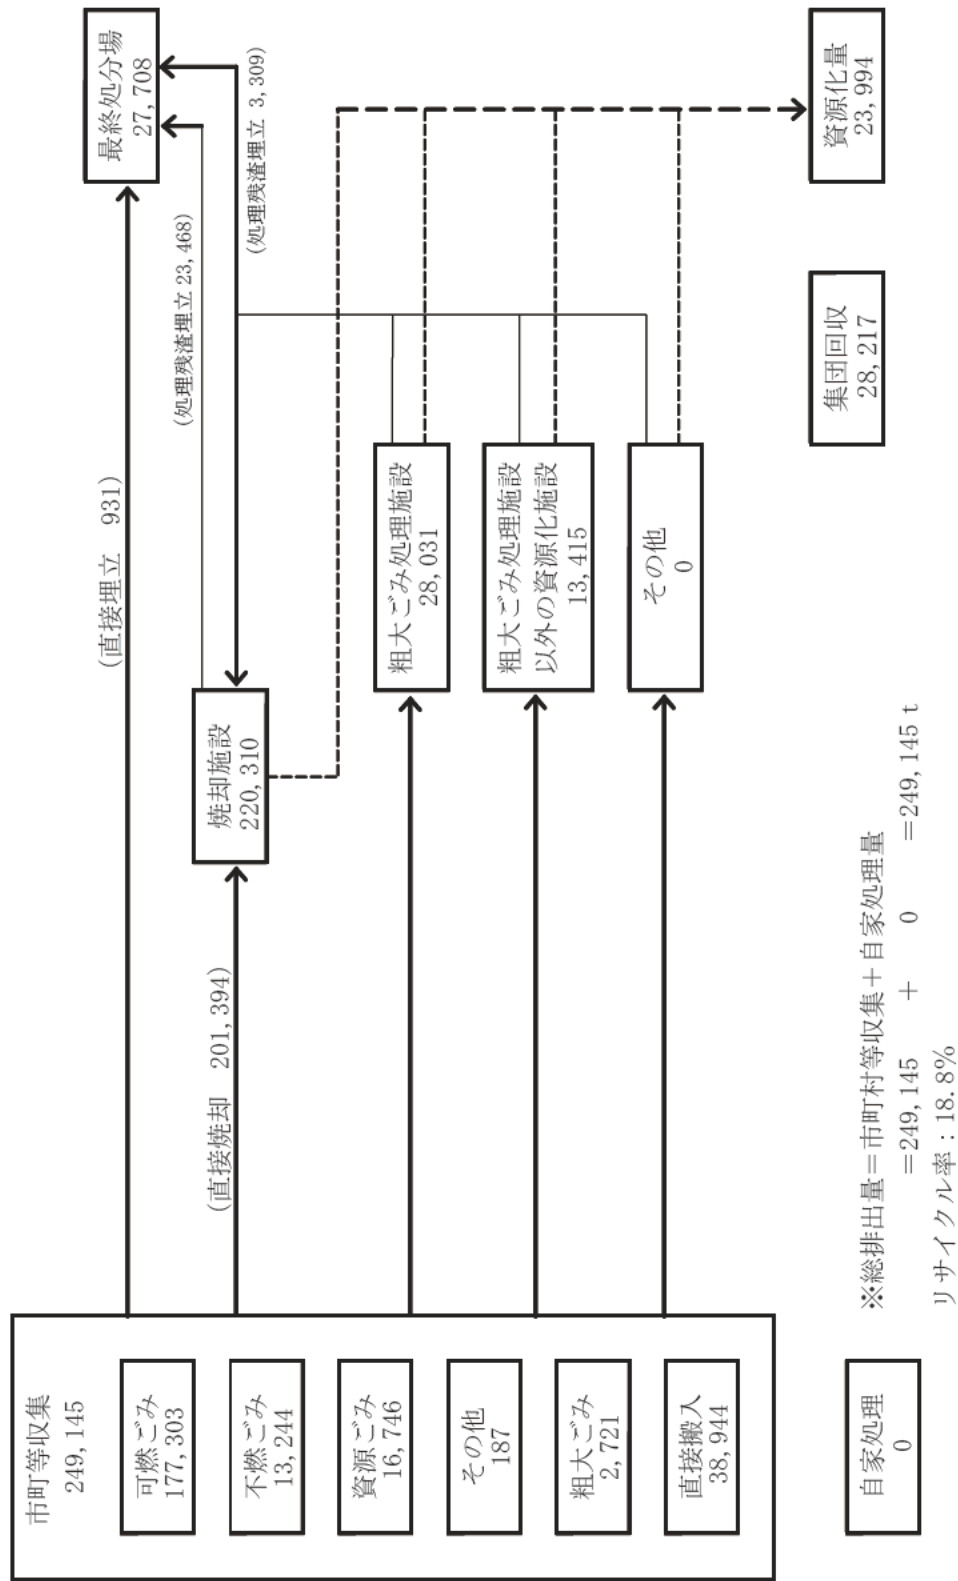 市町等収集
249,145
可燃ごみ
177,303
不燃ごみ
13,244
資源ごみ
16,746
その他
187
粗大ごみ
2,721
直接搬入
38,944
自家処理
0
(直接埋立 931)
(直接焼却 201,394)
焼却施設
220,310
(処理残渣埋立 23,468)
(処理残渣埋立 3,309)
最終処分場
27,708
粗大ごみ処理施設
28,031
粗大ごみ処理施設
以外の資源化施設
13,415
その他
0
集団回収
28,217
資源化量
23,994
※総排出量＝市町村等収集＋自家処理量
＝249,145 ＋ 0 ＝249,145 t
リサイクル率：18.8%